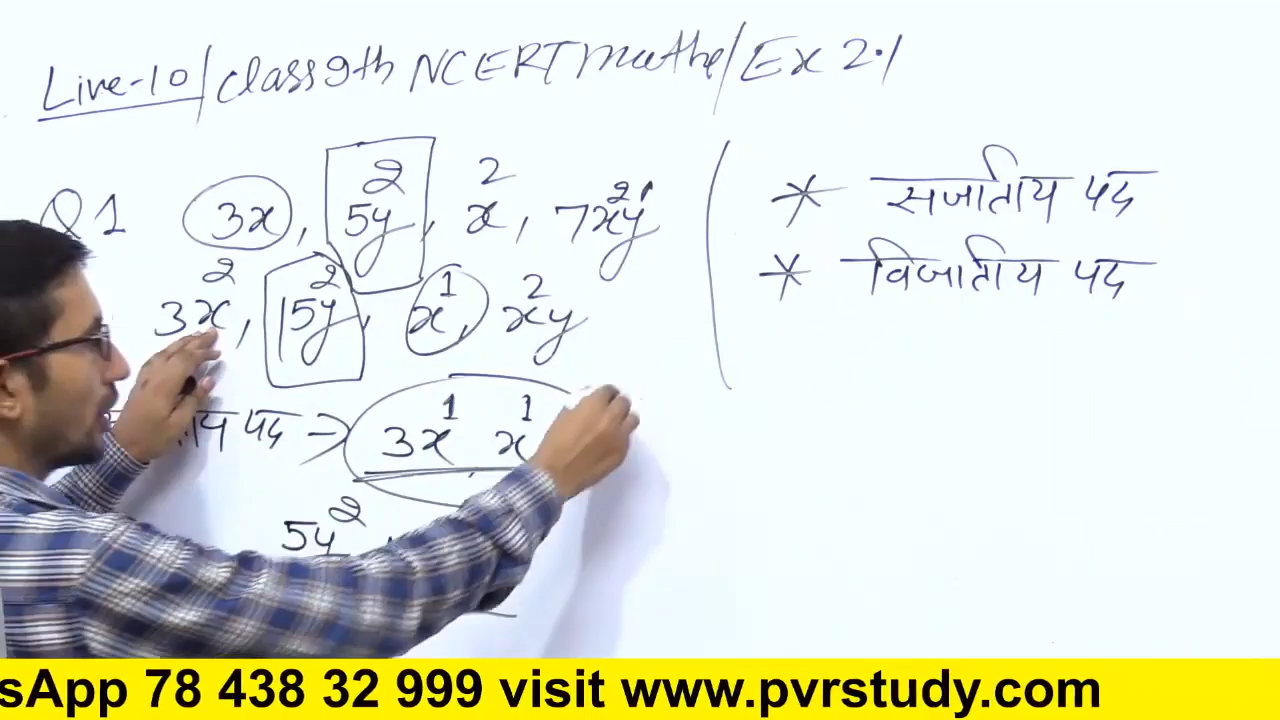 Live-10/class 9th NCERT maths/Ex 2.1
Q1 3x, 5y², x², 7x²y¹
3x², 15y², x¹, x²y
पद ⇒ 3x¹ x¹
5y²
* सजातीय पद
* विजातीय पद
sApp 78 438 32 999 visit www.pvrstudy.com